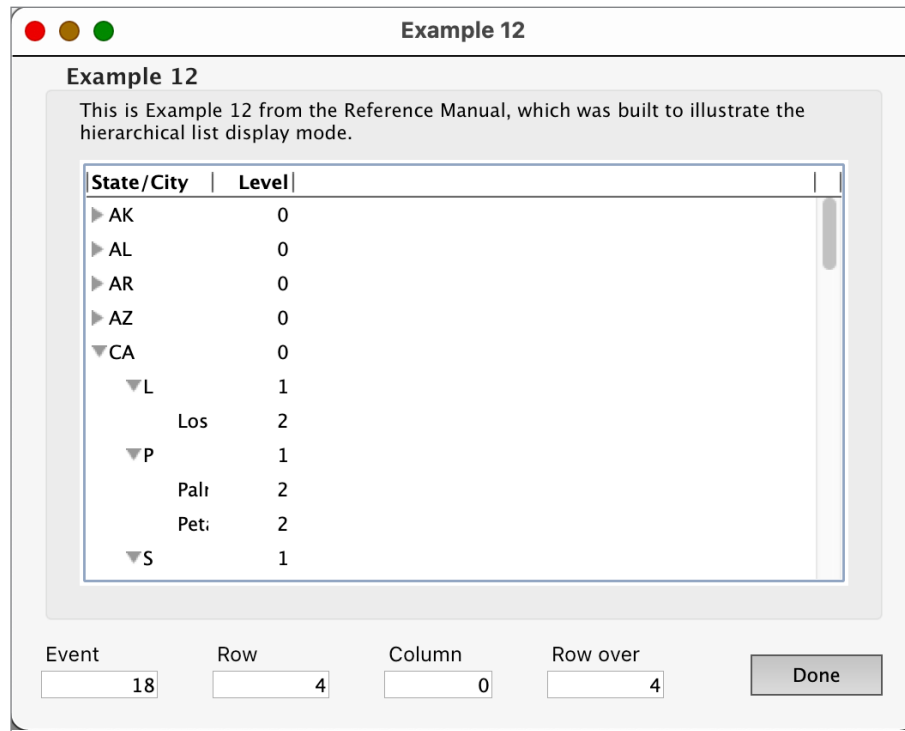 Example 12
Example 12
This is Example 12 from the Reference Manual, which was built to illustrate the
hierarchical list display mode.
State/City Level
AK 0
AL 0
AR 0
AZ 0
CA 0
L 1
Los 2
P 1
2
2
S 1
Event Row Column Row over
18 4 0 4 Done